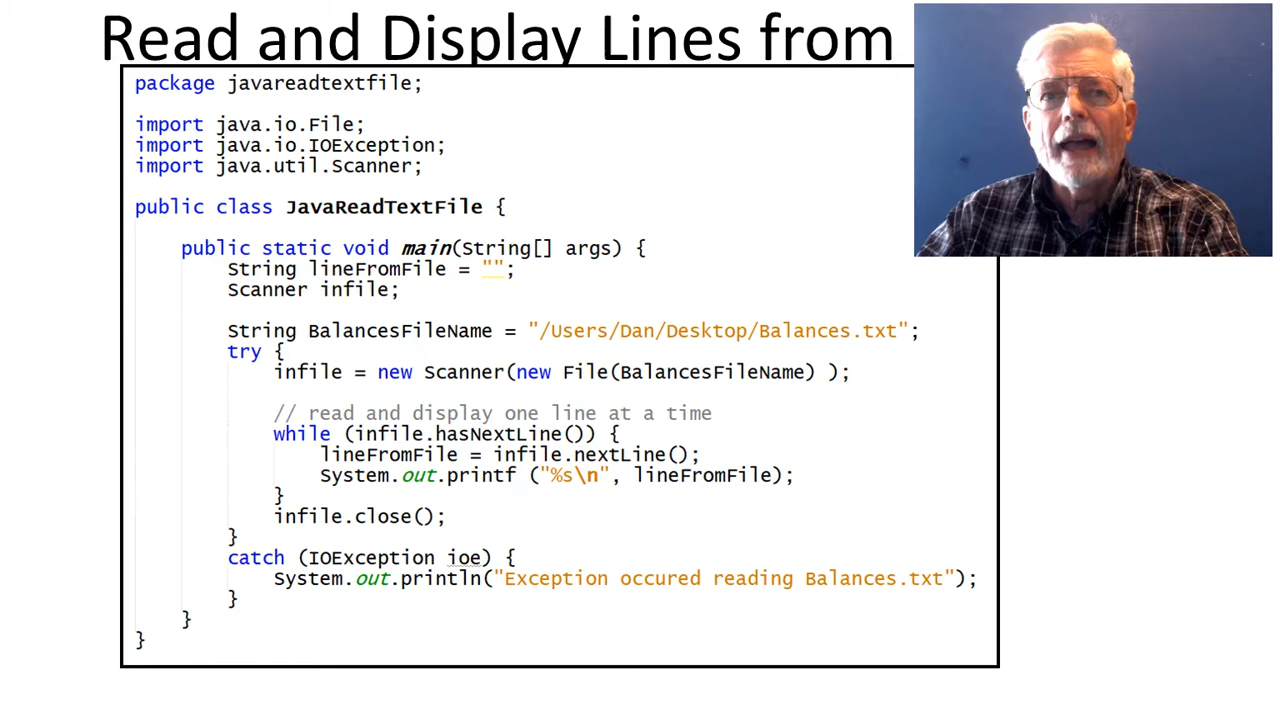 Read and Display Lines from
package javareadtextfile;
import java.io.File;
import java.io.IOException;
import java.util.Scanner;
public class JavaReadTextFile {
public static void main(String[] args) {
String lineFromFile = "";
Scanner infile;
String BalancesFileName = "/Users/Dan/Desktop/Balances.txt";
try {
infile = new Scanner(new File(BalancesFileName) );
// read and display one line at a time
while (infile.hasNextLine()) {
lineFromFile = infile.nextLine();
System.out.printf ("%s\n", lineFromFile);
}
infile.close();
}
catch (IOException ioe) {
System.out.println("Exception occured reading Balances.txt");
}
}
}